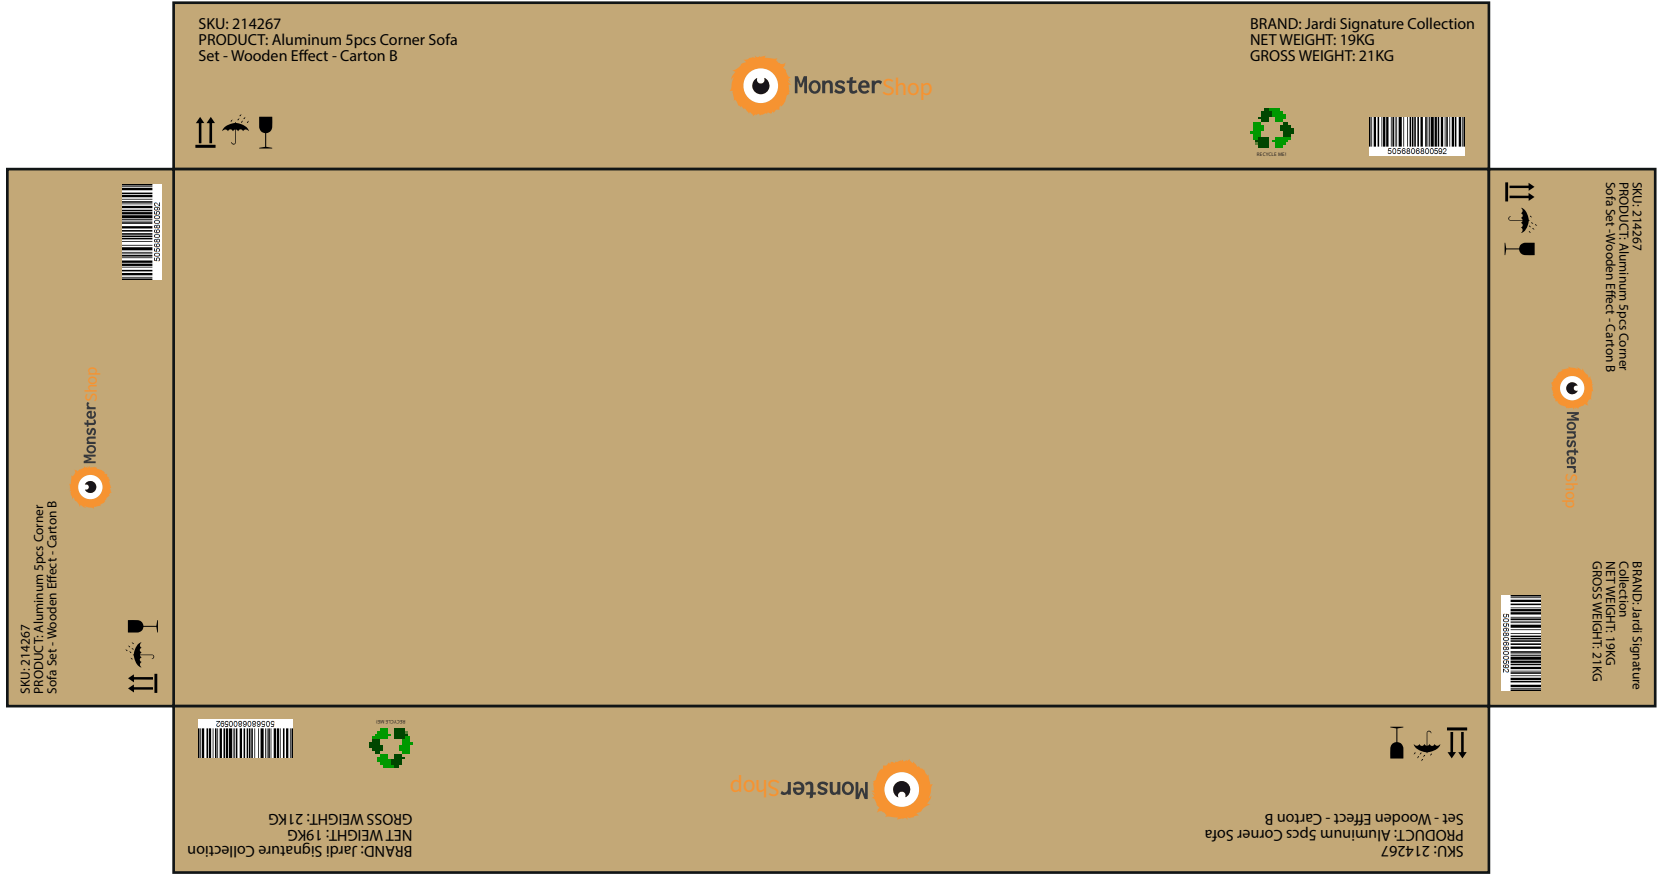 SKU: 214267
PRODUCT: Aluminum 5pcs Corner Sofa
Set - Wooden Effect - Carton B
MonsterShop
BRAND: Jardi Signature Collection
NET WEIGHT: 19KG
GROSS WEIGHT: 21KG
RECYCLE ME!
5056806800592
5056806800592
MonsterShop
SKU: 214267
PRODUCT: Aluminum 5pcs Corner
Sofa Set - Wooden Effect - Carton B
SKU: 214267
PRODUCT: Aluminum 5pcs Corner
Sofa Set -Wooden Effect - Carton B
MonsterShop
BRAND: Jardi Signature
Collection
NET WEIGHT: 19KG
GROSS WEIGHT: 21KG
5056806800592
SKU: 214267
PRODUCT: Aluminum 5pcs Corner Sofa
Set - Wooden Effect - Carton B
MonsterShop
BRAND: Jardi Signature Collection
NET WEIGHT: 19KG
GROSS WEIGHT: 21KG
RECYCLE ME!
5056806800592